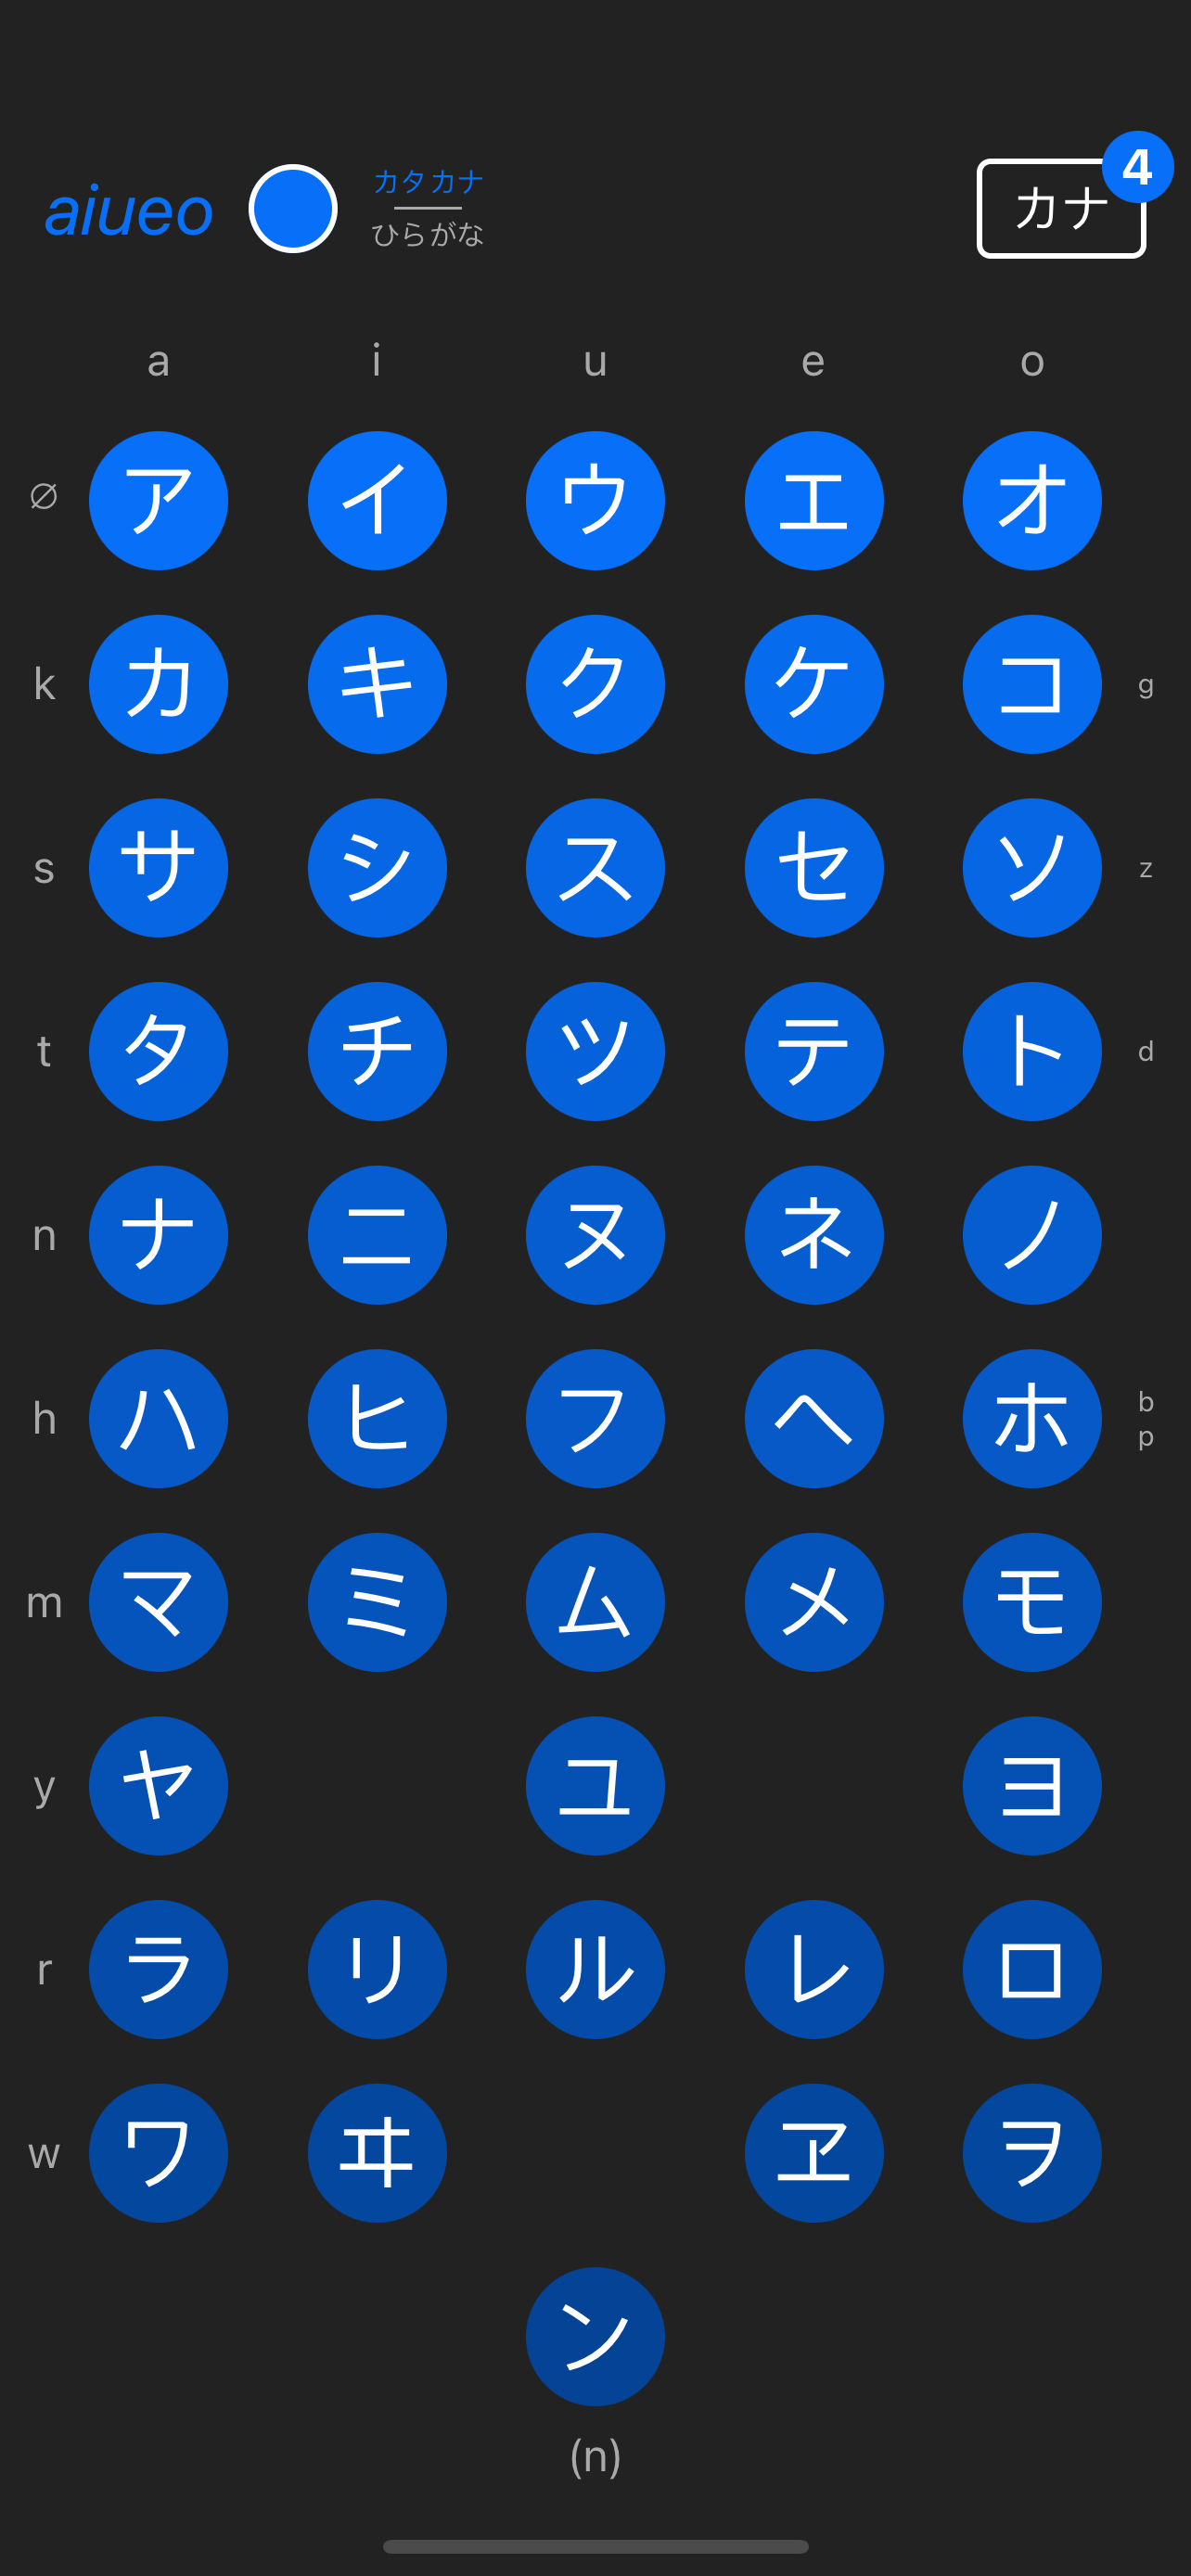 aiueo
カタカナ
ひらがな
カナ
4
a i u e o
∅ ア イ ウ エ オ
k カ キ ク ケ コ g
s サ シ ス セ ソ z
t タ チ ツ テ ト d
n ナ ニ ヌ ネ ノ
h ハ ヒ フ ヘ ホ b p
m マ ミ ム メ モ
y ヤ ユ ヨ
r ラ リ ル レ ロ
w ワ ヰ ヱ ヲ
ン
(n)